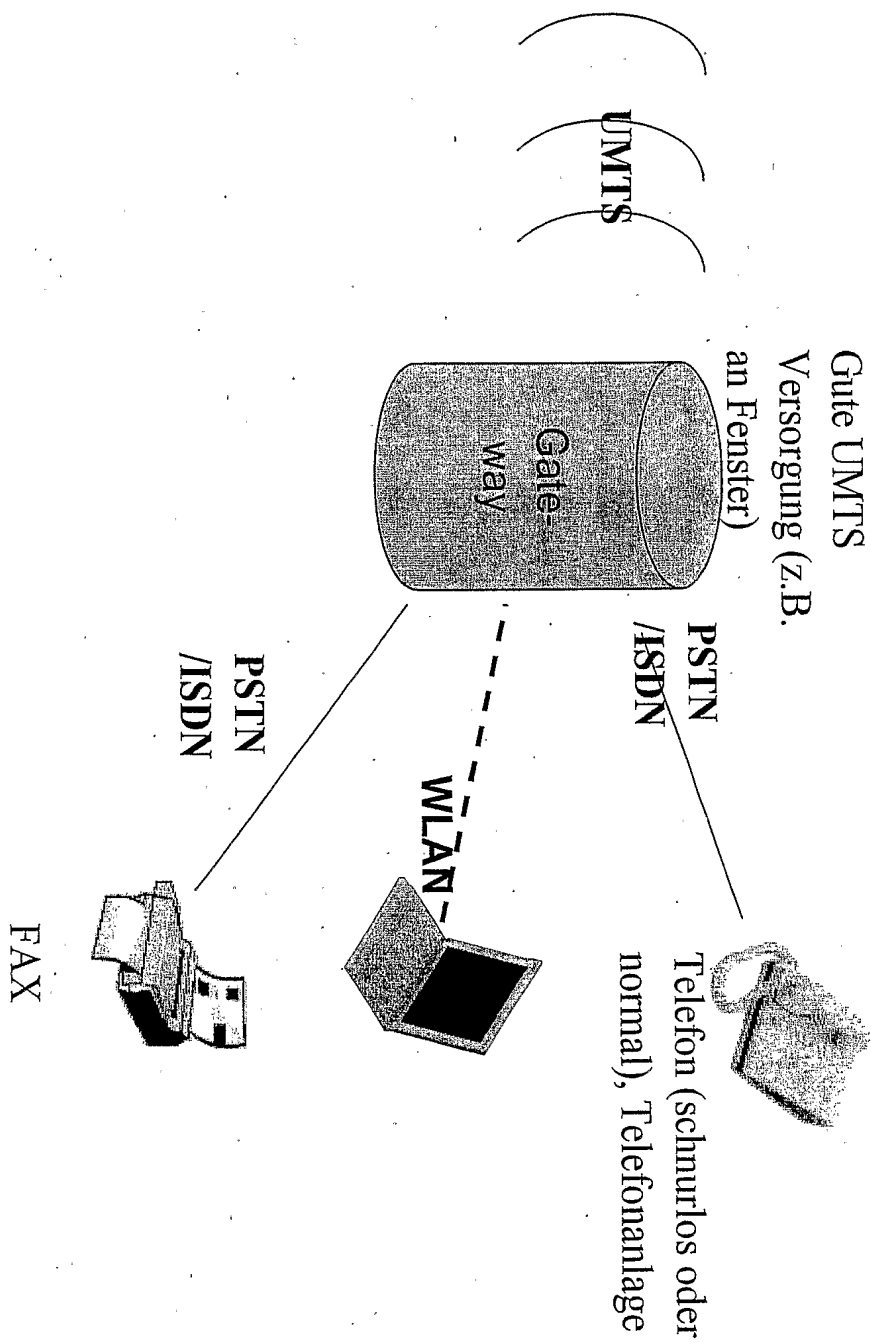 Gute UMTS
Versorgung (z.B.
an Fenster)
UMTS
Gate-
way
PSTN
/ISDN
Telefon (schnurlos oder
normal), Telefonanlage
WLAN
PSTN
/ISDN
FAX